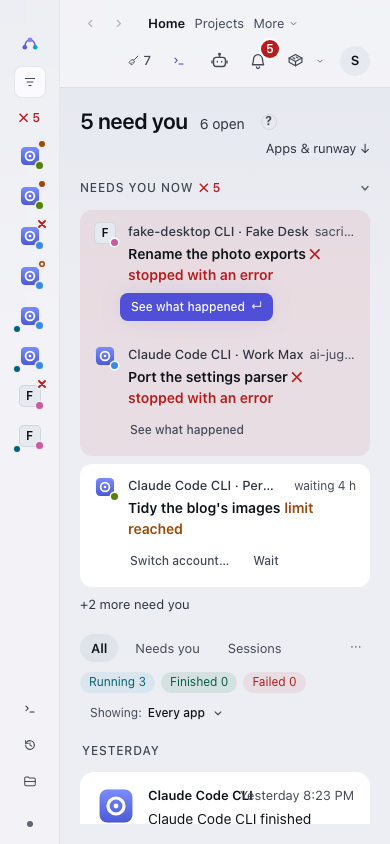 Home Projects More
7
5
S
5
5 need you 6 open ?
Apps & runway ↓
NEEDS YOU NOW 5
F fake-desktop CLI · Fake Desk sacri…
Rename the photo exports
stopped with an error
See what happened
Claude Code CLI · Work Max ai-jug…
Port the settings parser
stopped with an error
See what happened
Claude Code CLI · Per… waiting 4 h
Tidy the blog's images limit
reached
Switch account… Wait
F
F
+2 more need you
All Needs you Sessions ...
Running 3 Finished 0 Failed 0
Showing: Every app
YESTERDAY
Claude Code CLI Yesterday 8:23 PM
Claude Code CLI finished